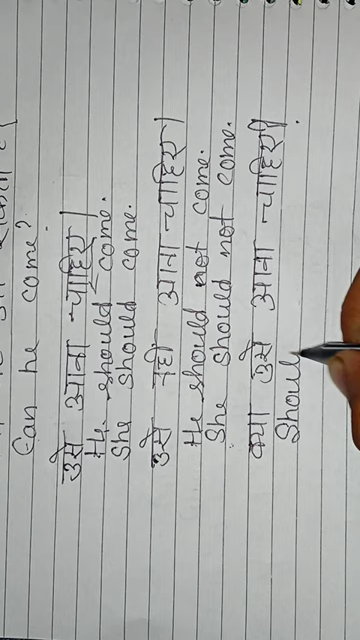 Can he come?
उसे आना चाहिए|
He should come.
She should come.
उसे नही आना चाहिए|
He should not come.
She should not come.
क्या उसे आना चाहिए|
Shoul